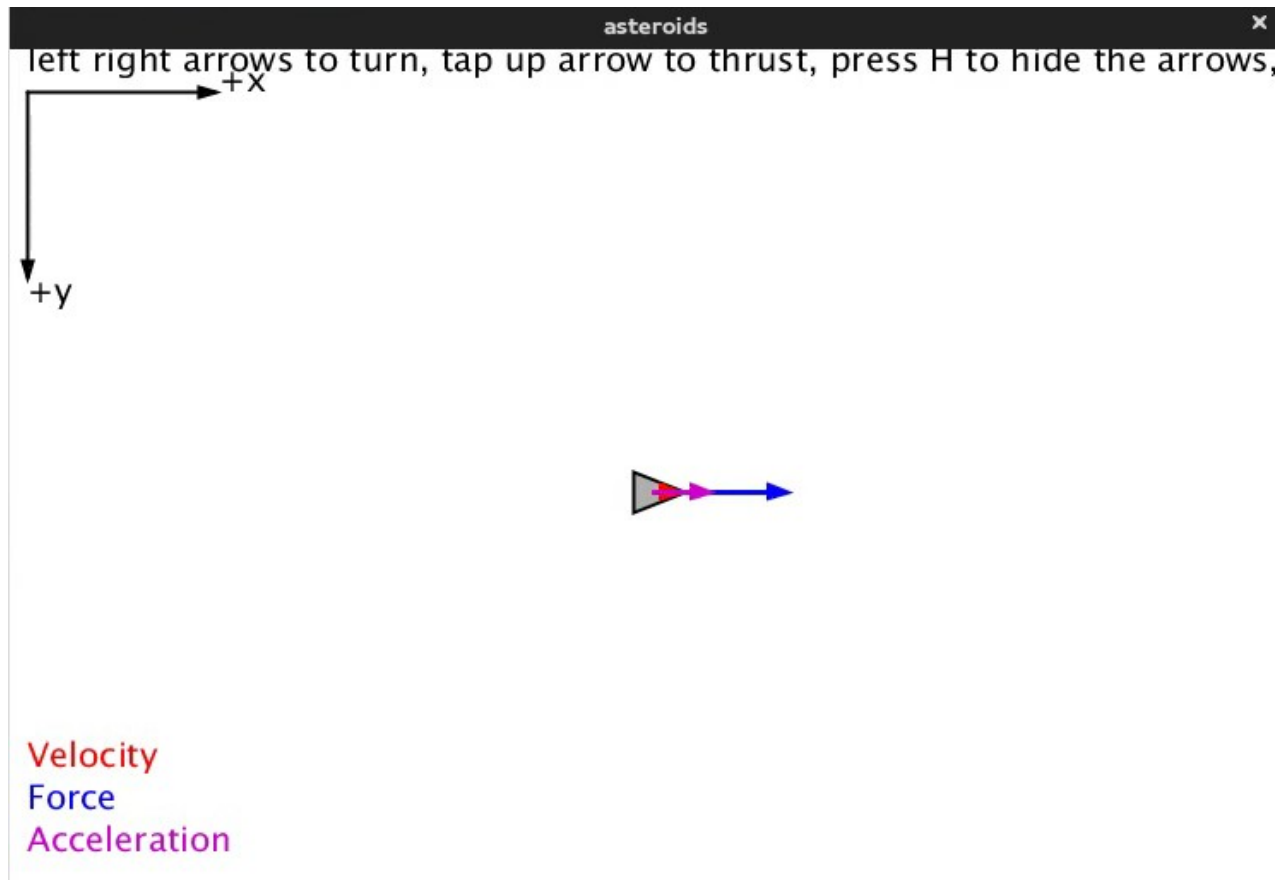 asteroids
left right arrows to turn, tap up arrow to thrust, press H to hide the arrows,
+x
+y
Velocity
Force
Acceleration